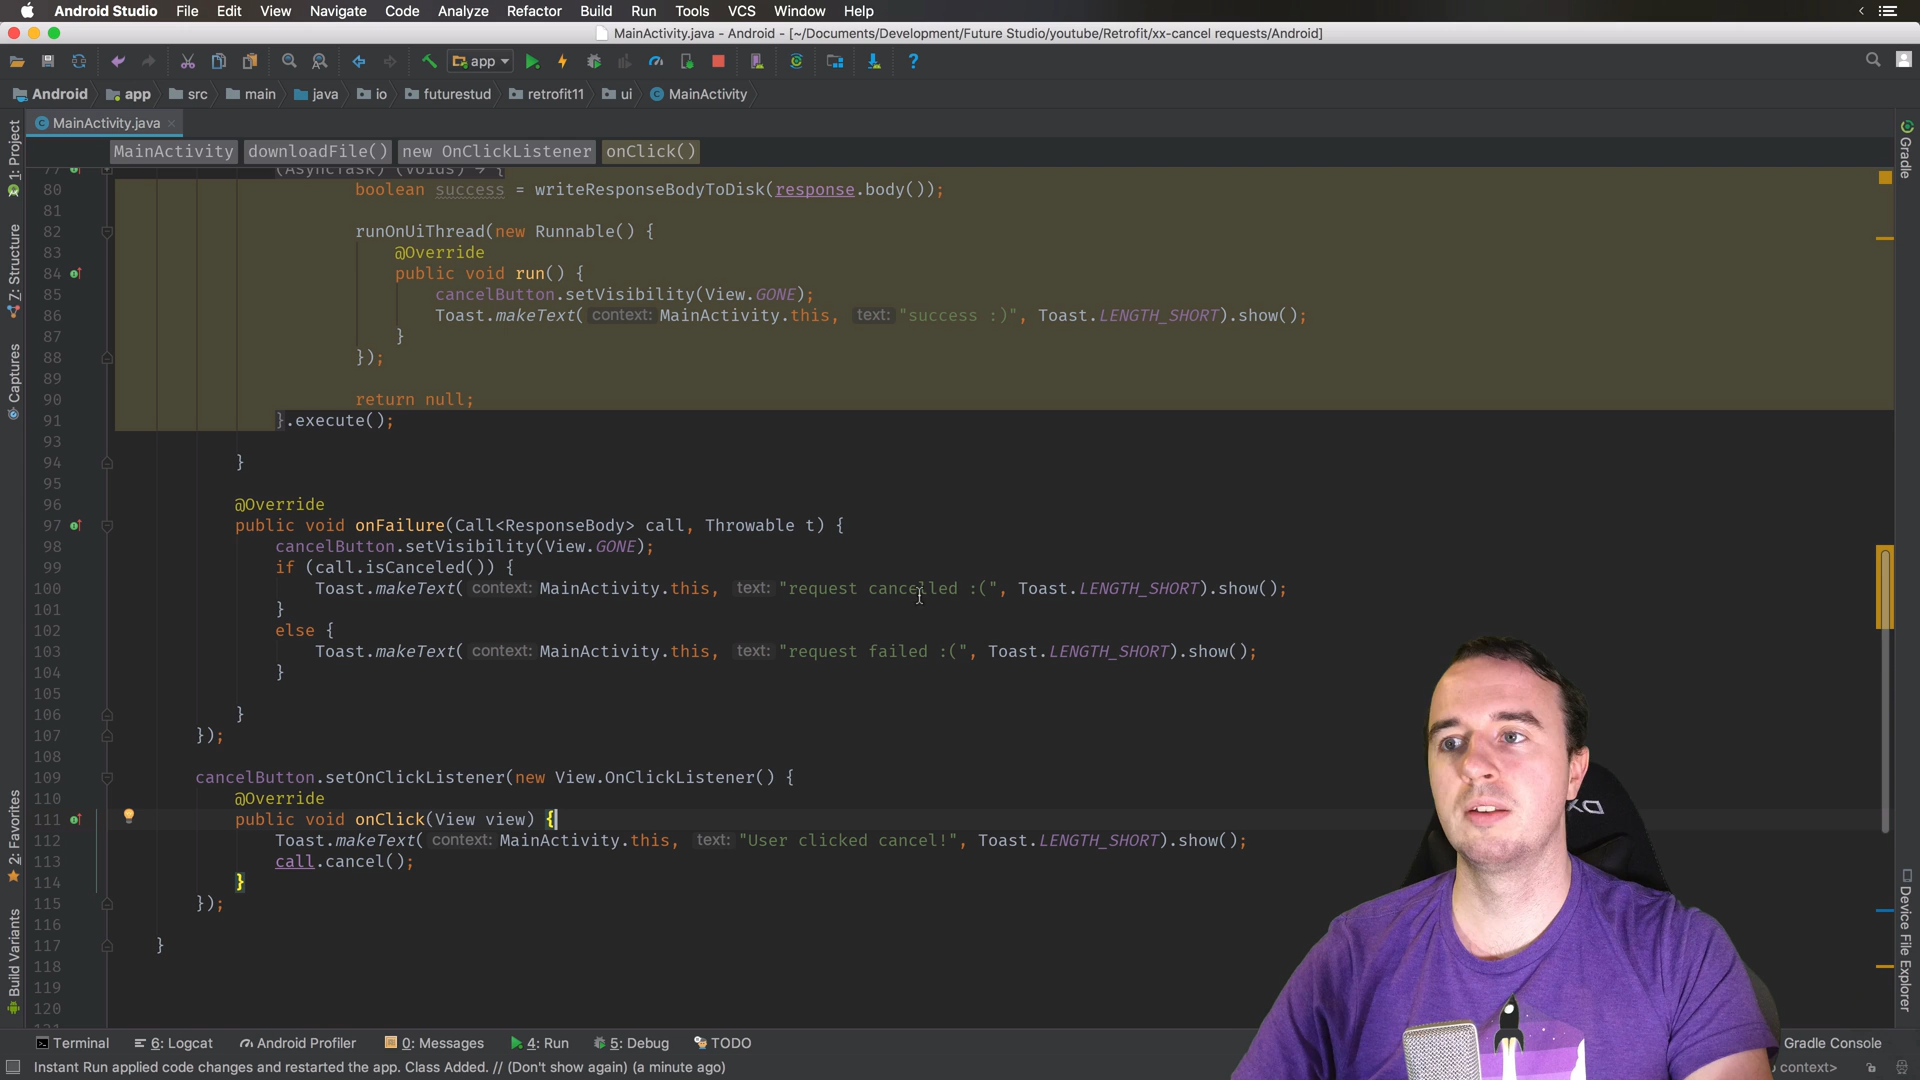 Android Studio File Edit View Navigate Code Analyze Refactor Build Run Tools VCS Window Help
MainActivity.java - Android - [~/Documents/Development/Future Studio/youtube/Retrofit/xx-cancel requests/Android]
app
Android app src main java io futurestud retrofit11 ui MainActivity
MainActivity.java
MainActivity downloadFile() new OnClickListener onClick()
77 (AsyncTask) (voids) → {
80 boolean success = writeResponseBodyToDisk(response.body());
81
82 runOnUiThread(new Runnable() {
83 @Override
84 public void run() {
85 cancelButton.setVisibility(View.GONE);
86 Toast.makeText( context: MainActivity.this, text: "success :)", Toast.LENGTH_SHORT).show();
87 }
88 });
89
90 return null;
91 }.execute();
93
94 }
95
96 @Override
97 public void onFailure(Call<ResponseBody> call, Throwable t) {
98 cancelButton.setVisibility(View.GONE);
99 if (call.isCanceled()) {
100 Toast.makeText( context: MainActivity.this, text: "request cancelled :(", Toast.LENGTH_SHORT).show();
101 }
102 else {
103 Toast.makeText( context: MainActivity.this, text: "request failed :(", Toast.LENGTH_SHORT).show();
104 }
105
106 }
107 });
108
109 cancelButton.setOnClickListener(new View.OnClickListener() {
110 @Override
111 public void onClick(View view) {
112 Toast.makeText( context: MainActivity.this, text: "User clicked cancel!", Toast.LENGTH_SHORT).show();
113 call.cancel();
114 }
115 });
116
117 }
118
119
120
1: Project
7: Structure
Captures
2: Favorites
Build Variants
Gradle
Device File Explorer
Terminal 6: Logcat Android Profiler 0: Messages 4: Run 5: Debug TODO Gradle Console
Instant Run applied code changes and restarted the app. Class Added. // (Don't show again) (a minute ago) context>